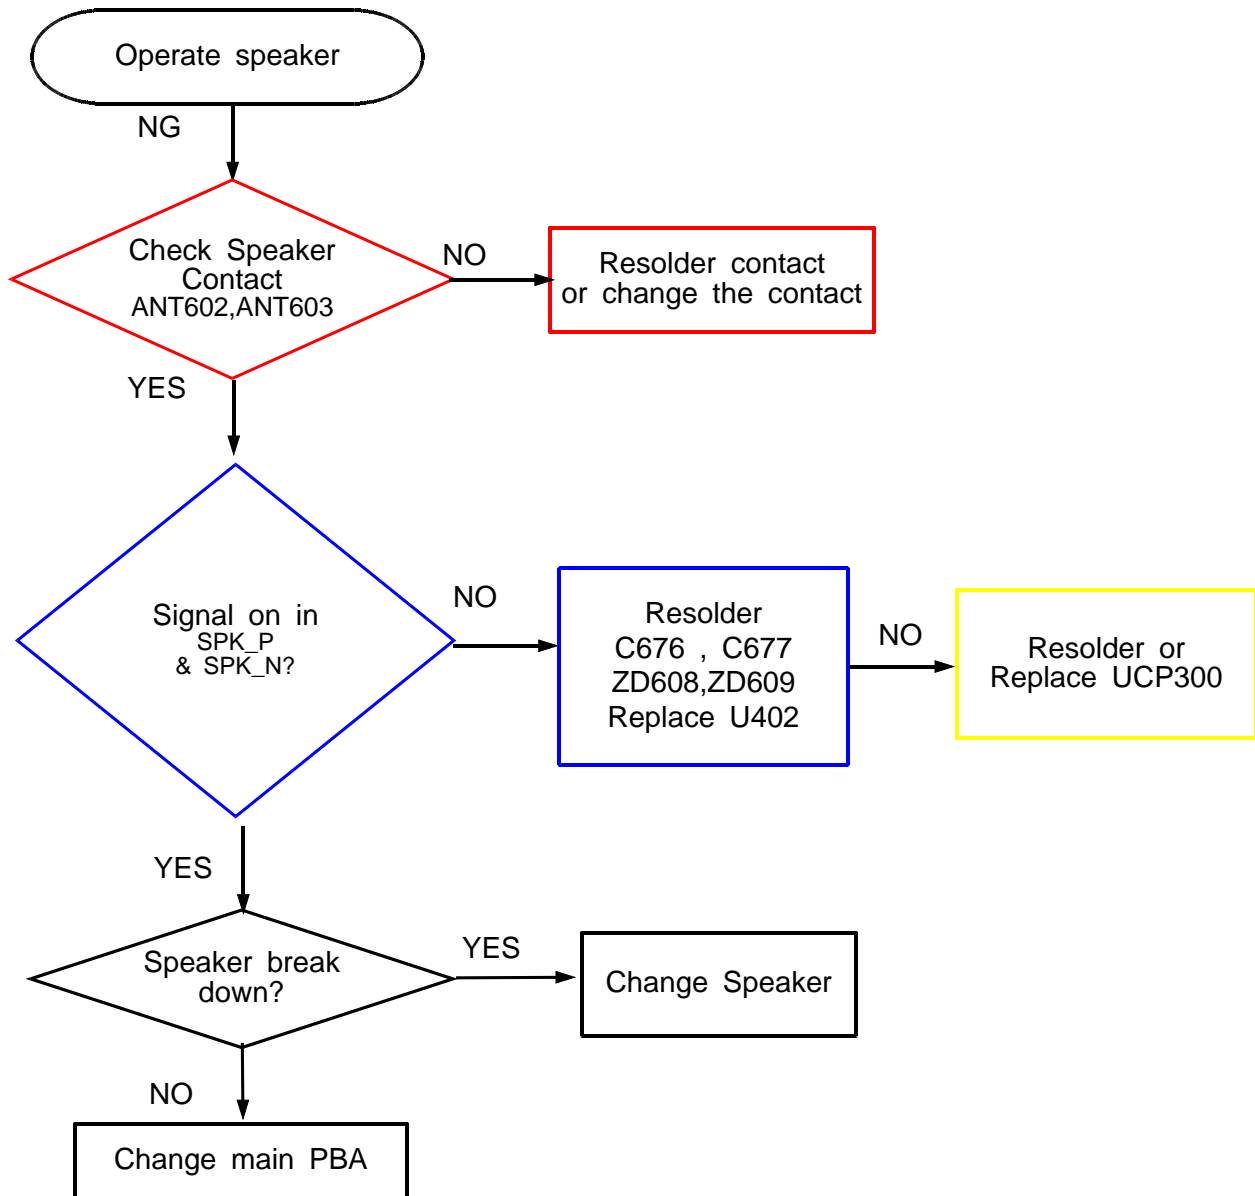 Operate speaker
NG
Check Speaker
Contact
ANT602,ANT603
NO
Resolder contact
or change the contact
YES
Signal on in
SPK_P
& SPK_N?
NO
Resolder
C676 , C677
ZD608,ZD609
Replace U402
NO
Resolder or
Replace UCP300
YES
Speaker break
down?
YES
Change Speaker
NO
Change main PBA